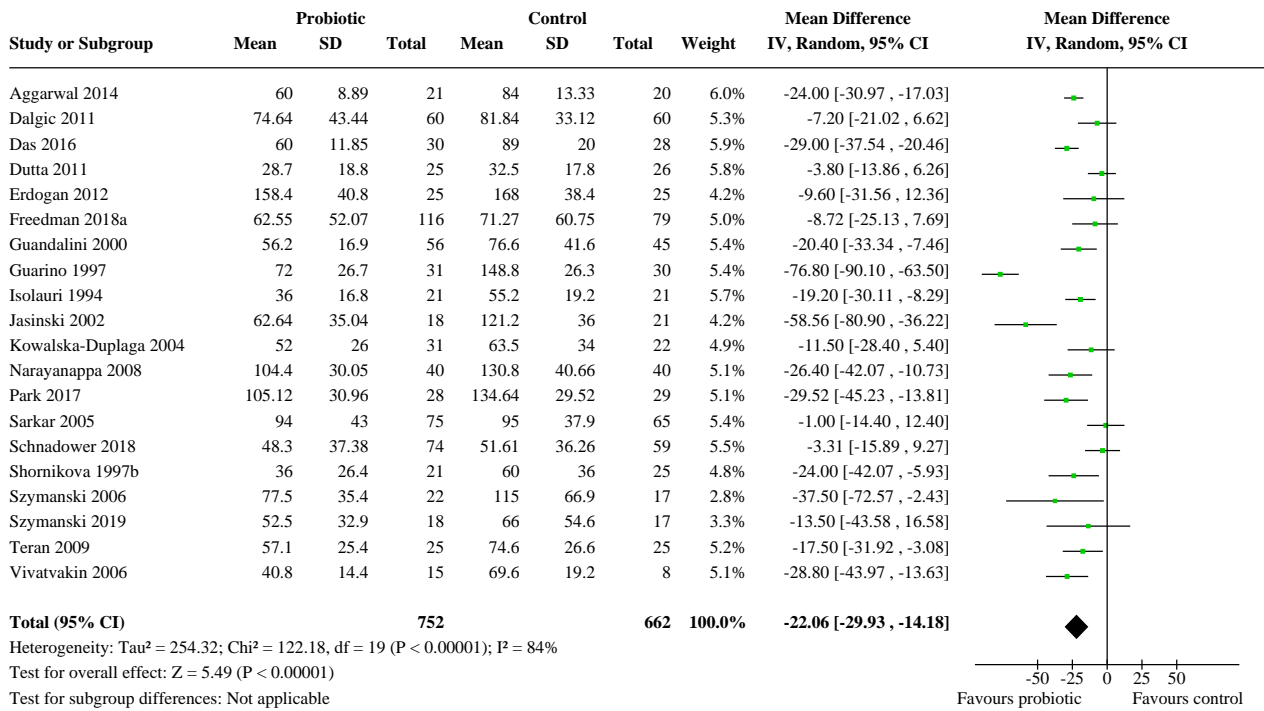 Probiotic Control Mean Difference Mean Difference
Study or Subgroup Mean SD Total Mean SD Total Weight IV, Random, 95% CI IV, Random, 95% CI
Aggarwal 2014 60 8.89 21 84 13.33 20 6.0% -24.00 [-30.97 , -17.03]
Dalgic 2011 74.64 43.44 60 81.84 33.12 60 5.3% -7.20 [-21.02 , 6.62]
Das 2016 60 11.85 30 89 20 28 5.9% -29.00 [-37.54 , -20.46]
Dutta 2011 28.7 18.8 25 32.5 17.8 26 5.8% -3.80 [-13.86 , 6.26]
Erdogan 2012 158.4 40.8 25 168 38.4 25 4.2% -9.60 [-31.56 , 12.36]
Freedman 2018a 62.55 52.07 116 71.27 60.75 79 5.0% -8.72 [-25.13 , 7.69]
Guandalini 2000 56.2 16.9 56 76.6 41.6 45 5.4% -20.40 [-33.34 , -7.46]
Guarino 1997 72 26.7 31 148.8 26.3 30 5.4% -76.80 [-90.10 , -63.50]
Isolauri 1994 36 16.8 21 55.2 19.2 21 5.7% -19.20 [-30.11 , -8.29]
Jasinski 2002 62.64 35.04 18 121.2 36 21 4.2% -58.56 [-80.90 , -36.22]
Kowalska-Duplaga 2004 52 26 31 63.5 34 22 4.9% -11.50 [-28.40 , 5.40]
Narayanappa 2008 104.4 30.05 40 130.8 40.66 40 5.1% -26.40 [-42.07 , -10.73]
Park 2017 105.12 30.96 28 134.64 29.52 29 5.1% -29.52 [-45.23 , -13.81]
Sarkar 2005 94 43 75 95 37.9 65 5.4% -1.00 [-14.40 , 12.40]
Schnadower 2018 48.3 37.38 74 51.61 36.26 59 5.5% -3.31 [-15.89 , 9.27]
Shornikova 1997b 36 26.4 21 60 36 25 4.8% -24.00 [-42.07 , -5.93]
Szymanski 2006 77.5 35.4 22 115 66.9 17 2.8% -37.50 [-72.57 , -2.43]
Szymanski 2019 52.5 32.9 18 66 54.6 17 3.3% -13.50 [-43.58 , 16.58]
Teran 2009 57.1 25.4 25 74.6 26.6 25 5.2% -17.50 [-31.92 , -3.08]
Vivatvakin 2006 40.8 14.4 15 69.6 19.2 8 5.1% -28.80 [-43.97 , -13.63]
Total (95% CI) 752 662 100.0% -22.06 [-29.93 , -14.18]
Heterogeneity: Tau² = 254.32; Chi² = 122.18, df = 19 (P < 0.00001); I² = 84%
Test for overall effect: Z = 5.49 (P < 0.00001)
Test for subgroup differences: Not applicable
-50 -25 0 25 50
Favours probiotic Favours control